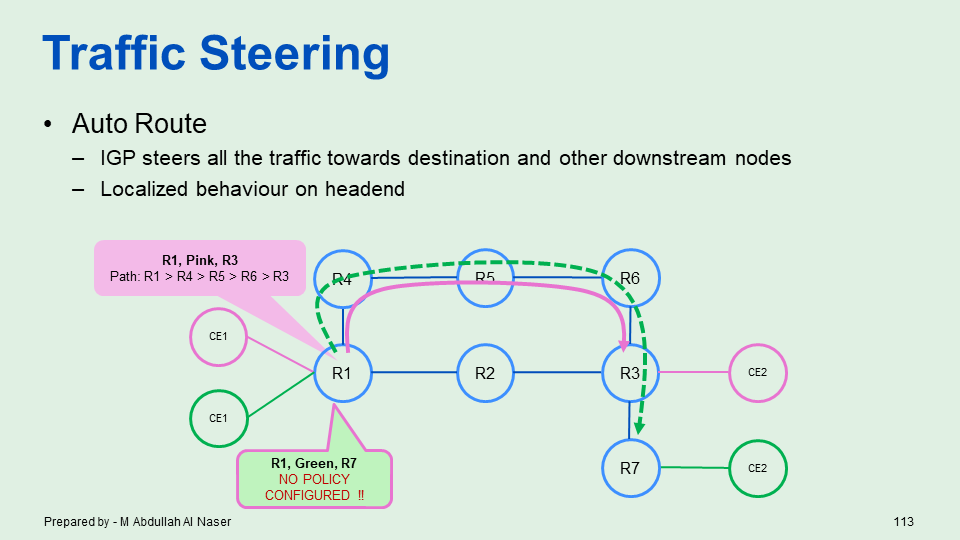 Traffic Steering
• Auto Route
– IGP steers all the traffic towards destination and other downstream nodes
– Localized behaviour on headend
R1, Pink, R3
Path: R1 > R4 > R5 > R6 > R3
R4
R5
R6
CE1
R1
R2
R3
CE2
CE1
R1, Green, R7
NO POLICY
CONFIGURED !!
R7
CE2
Prepared by - M Abdullah Al Naser
113